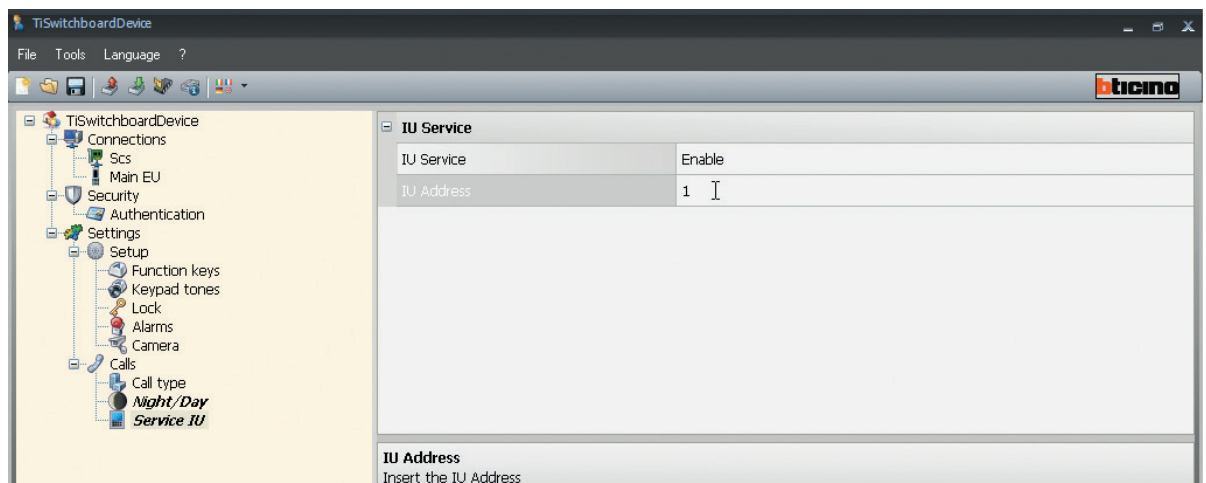 TiSwitchboardDevice
File Tools Language ?
bticino
TiSwitchboardDevice
Connections
Scs
Main EU
Security
Authentication
Settings
Setup
Function keys
Keypad tones
Lock
Alarms
Camera
Calls
Call type
Night/Day
Service IU
IU Service
IU Service Enable
IU Address 1
IU Address
Insert the IU Address